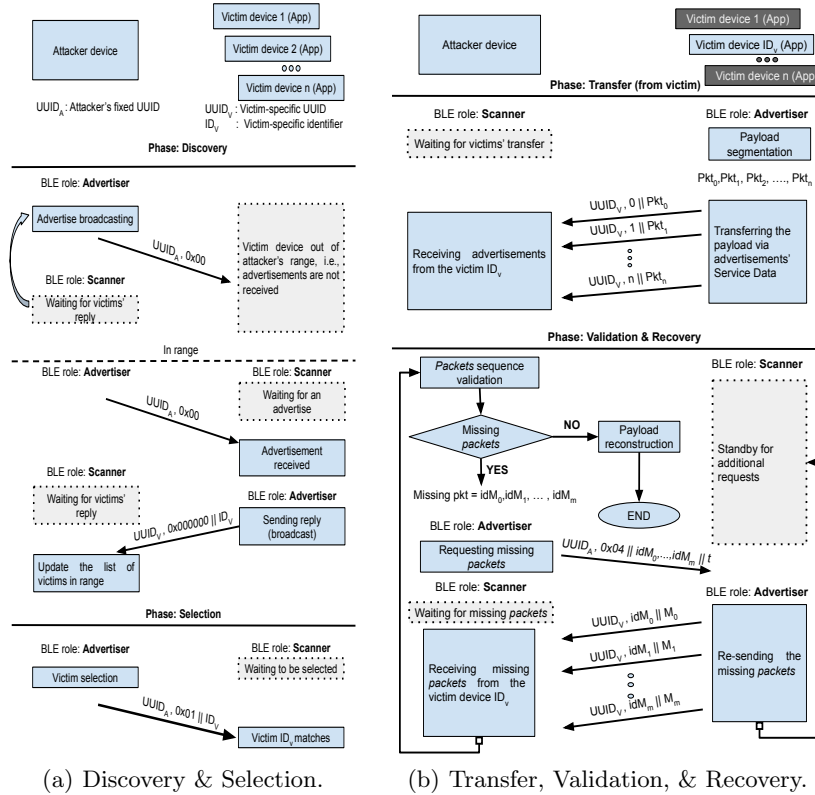 Attacker device
Victim device 1 (App)
Victim device 2 (App)
Victim device n (App)
UUID_A : Attacker's fixed UUID
UUID_V : Victim-specific UUID
ID_V : Victim-specific identifier
Phase: Discovery
BLE role: Advertiser
Advertise broadcasting
UUID_A, 0x00
Victim device out of
attacker's range, i.e.,
advertisements are not
received
BLE role: Scanner
Waiting for victims'
reply
In range
BLE role: Advertiser
BLE role: Scanner
Waiting for an
advertise
UUID_A, 0x00
Advertisement
received
BLE role: Scanner
Waiting for victims'
reply
BLE role: Advertiser
Sending reply
(broadcast)
UUID_V, 0x000000 || ID_V
Update the list of
victims in range
Phase: Selection
BLE role: Advertiser
BLE role: Scanner
Victim selection
Waiting to be selected
UUID_A, 0x01 || ID_V
Victim ID_v matches
(a) Discovery & Selection.
Attacker device
Victim device 1 (App)
Victim device ID_v (App)
Victim device n (App)
Phase: Transfer (from victim)
BLE role: Scanner
BLE role: Advertiser
Waiting for victims' transfer
Payload
segmentation
Pkt_0,Pkt_1, Pkt_2, ...., Pkt_n
UUID_V, 0 || Pkt_0
UUID_V, 1 || Pkt_1
UUID_V, n || Pkt_n
Receiving advertisements
from the victim ID_v
Transferring the
payload via
advertisements'
Service Data
Phase: Validation & Recovery
Packets sequence
validation
BLE role: Scanner
Missing
packets
NO
Payload
reconstruction
Standby for
additional
requests
YES
Missing pkt = idM_0,idM_1, ... , idM_m
END
BLE role: Advertiser
Requesting missing
packets
UUID_A, 0x04 || idM_0,...,idM_m || t
BLE role: Scanner
BLE role: Advertiser
Waiting for missing packets
UUID_V, idM_0 || M_0
UUID_V, idM_1 || M_1
UUID_V, idM_m || M_m
Receiving missing
packets from the
victim device ID_v
Re-sending the
missing packets
(b) Transfer, Validation, & Recovery.